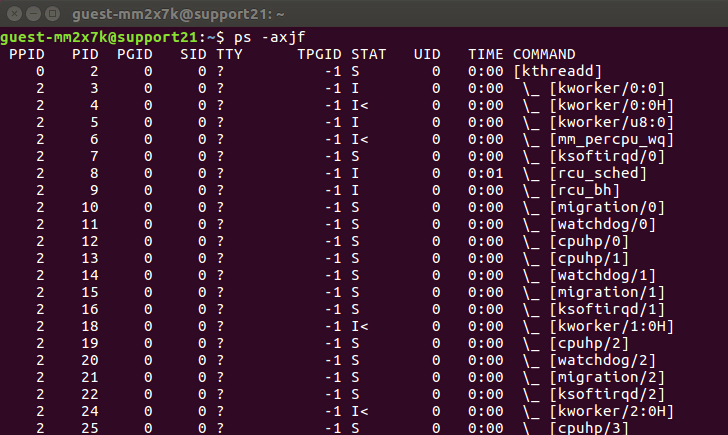 guest-mm2x7k@support21: ~
guest-mm2x7k@support21:~$ ps -axjf
PPID PID PGID SID TTY TPGID STAT UID TIME COMMAND
0 2 0 0 ? -1 S 0 0:00 [kthreadd]
2 3 0 0 ? -1 I 0 0:00 \_ [kworker/0:0]
2 4 0 0 ? -1 I< 0 0:00 \_ [kworker/0:0H]
2 5 0 0 ? -1 I 0 0:00 \_ [kworker/u8:0]
2 6 0 0 ? -1 I< 0 0:00 \_ [mm_percpu_wq]
2 7 0 0 ? -1 S 0 0:00 \_ [ksoftirqd/0]
2 8 0 0 ? -1 I 0 0:01 \_ [rcu_sched]
2 9 0 0 ? -1 I 0 0:00 \_ [rcu_bh]
2 10 0 0 ? -1 S 0 0:00 \_ [migration/0]
2 11 0 0 ? -1 S 0 0:00 \_ [watchdog/0]
2 12 0 0 ? -1 S 0 0:00 \_ [cpuhp/0]
2 13 0 0 ? -1 S 0 0:00 \_ [cpuhp/1]
2 14 0 0 ? -1 S 0 0:00 \_ [watchdog/1]
2 15 0 0 ? -1 S 0 0:00 \_ [migration/1]
2 16 0 0 ? -1 S 0 0:00 \_ [ksoftirqd/1]
2 18 0 0 ? -1 I< 0 0:00 \_ [kworker/1:0H]
2 19 0 0 ? -1 S 0 0:00 \_ [cpuhp/2]
2 20 0 0 ? -1 S 0 0:00 \_ [watchdog/2]
2 21 0 0 ? -1 S 0 0:00 \_ [migration/2]
2 22 0 0 ? -1 S 0 0:00 \_ [ksoftirqd/2]
2 24 0 0 ? -1 I< 0 0:00 \_ [kworker/2:0H]
2 25 0 0 ? -1 S 0 0:00 \_ [cpuhp/3]